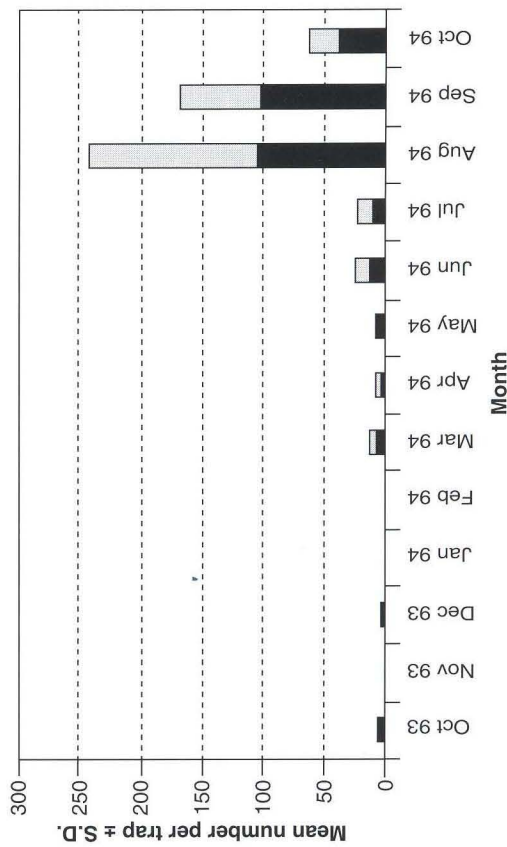 Mean number per trap ± S.D.
300
250
200
150
100
50
0
Oct 93
Nov 93
Dec 93
Jan 94
Feb 94
Mar 94
Apr 94
May 94
Jun 94
Jul 94
Aug 94
Sep 94
Oct 94
Month